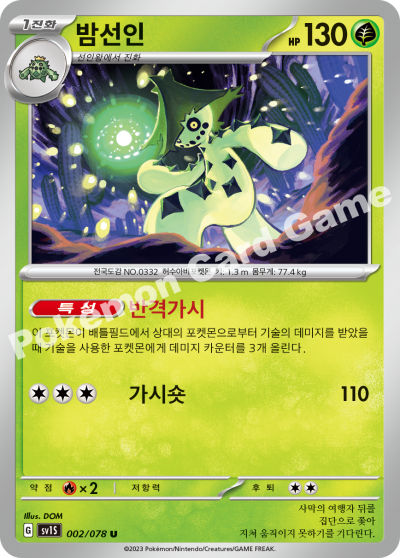 1진화 밤선인 HP 130
선인왕에서 진화
전국도감 NO.0332 허수아비포켓몬 키: 1.3 m 몸무게: 77.4 kg
특성 반격가시
이 포켓몬이 배틀필드에서 상대의 포켓몬으로부터 기술의 데미지를 받았을
때 기술을 사용한 포켓몬에게 데미지 카운터를 3개 올린다.
가시숏 110
약점 ×2 저항력 후퇴
Illus. DOM
G sv1S 002/078 U
사막의 여행자 뒤를
집단으로 쫓아
지쳐 움직이지 못하기를 기다린다.
©2023 Pokémon/Nintendo/Creatures/GAME FREAK.
Pokémon Card Game